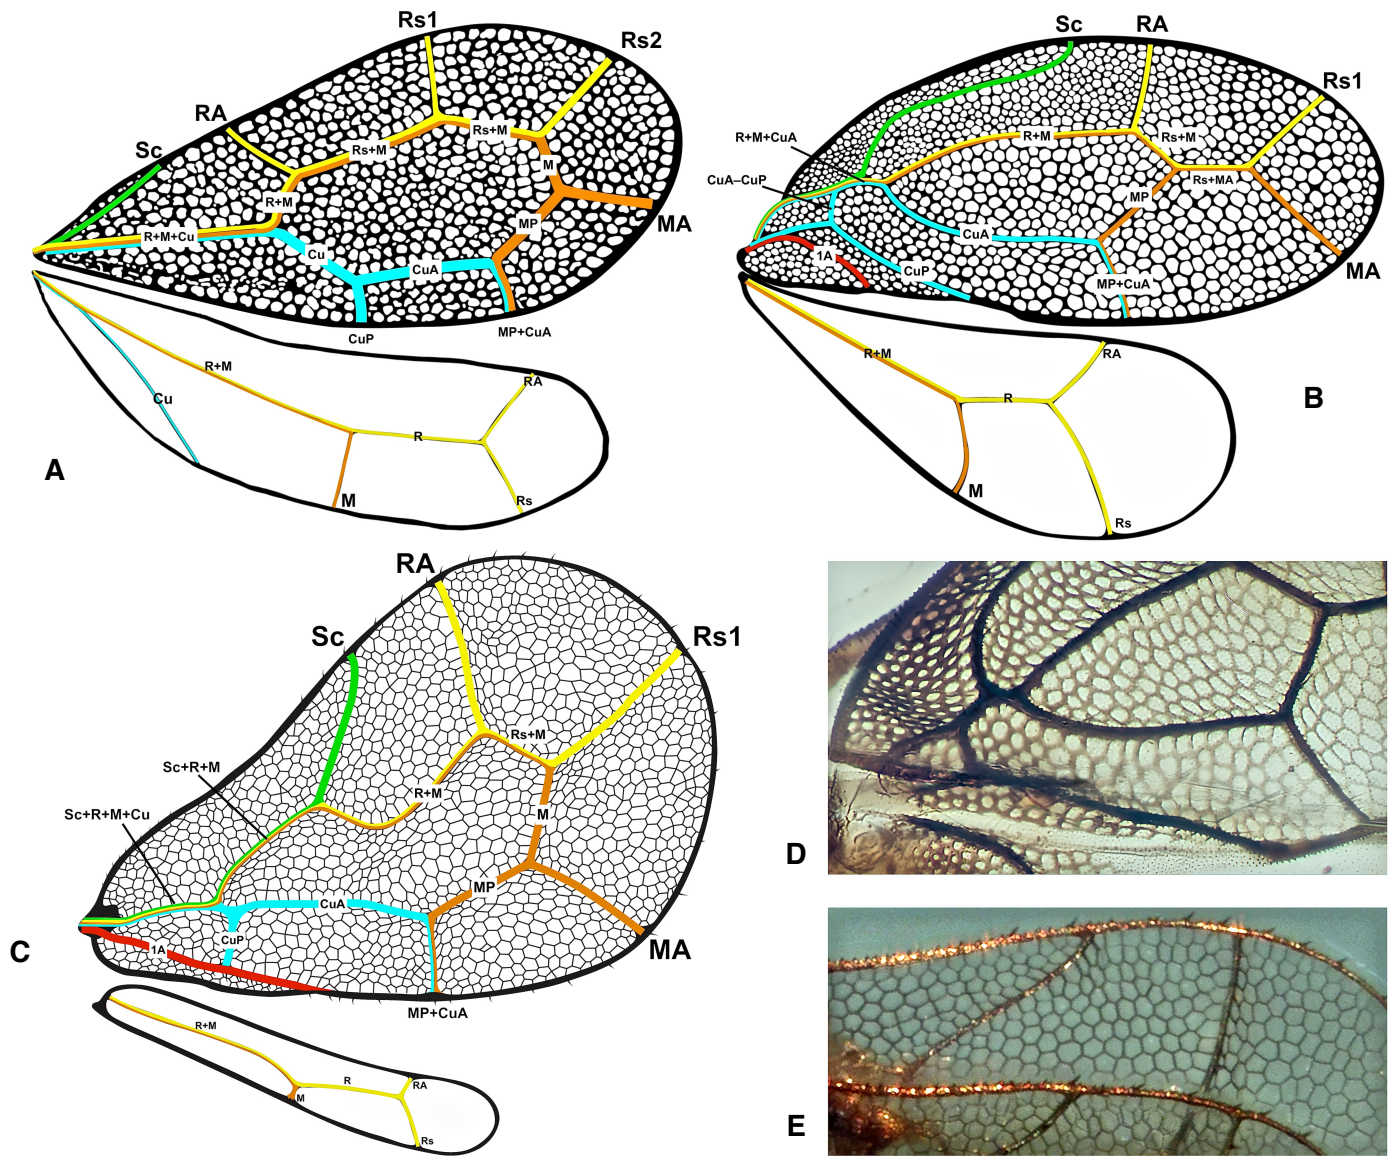 Rs1
Rs2
RA
Rs+M
Rs+M
Sc
M
R+M
MA
MP
R+M+Cu
Cu
CuA
CuP
MP+CuA
R+M
RA
Cu
R
A
M
Rs
Sc
RA
Rs1
R+M+CuA
R+M
Rs+M
CuA–CuP
Rs+MA
MP
CuA
1A
CuP
MA
MP+CuA
R+M
RA
R
B
M
Rs
RA
Sc
Rs1
Rs+M
Sc+R+M
R+M
Sc+R+M+Cu
M
MP
CuA
CuP
1A
MA
C
MP+CuA
R+M
R
RA
M
Rs
D
E